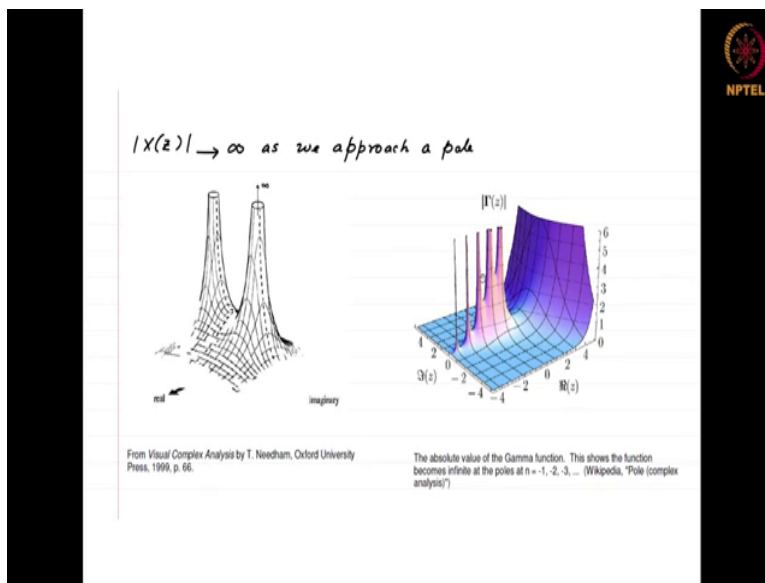 NPTEL
|X(z)| → ∞ as we approach a pole
∞
real
imaginary
|Γ(z)|
6
5
4
3
2
1
0
4
2
0
−2
−4
ℑ(z)
4
2
0
−2
−4
ℜ(z)
From Visual Complex Analysis by T. Needham, Oxford University
Press, 1999, p. 66.
The absolute value of the Gamma function. This shows the function
becomes infinite at the poles at n = -1, -2, -3, ... (Wikipedia, "Pole (complex
analysis)")